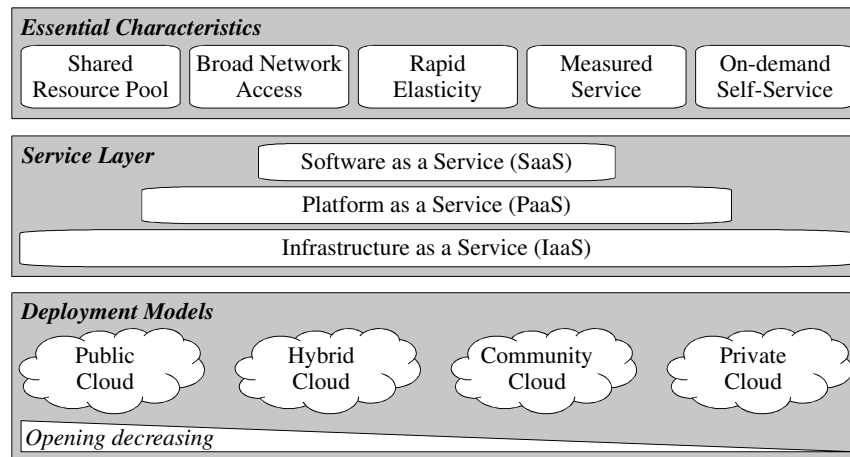 Essential Characteristics
Shared
Resource Pool
Broad Network
Access
Rapid
Elasticity
Measured
Service
On-demand
Self-Service
Service Layer
Software as a Service (SaaS)
Platform as a Service (PaaS)
Infrastructure as a Service (IaaS)
Deployment Models
Public
Cloud
Hybrid
Cloud
Community
Cloud
Private
Cloud
Opening decreasing